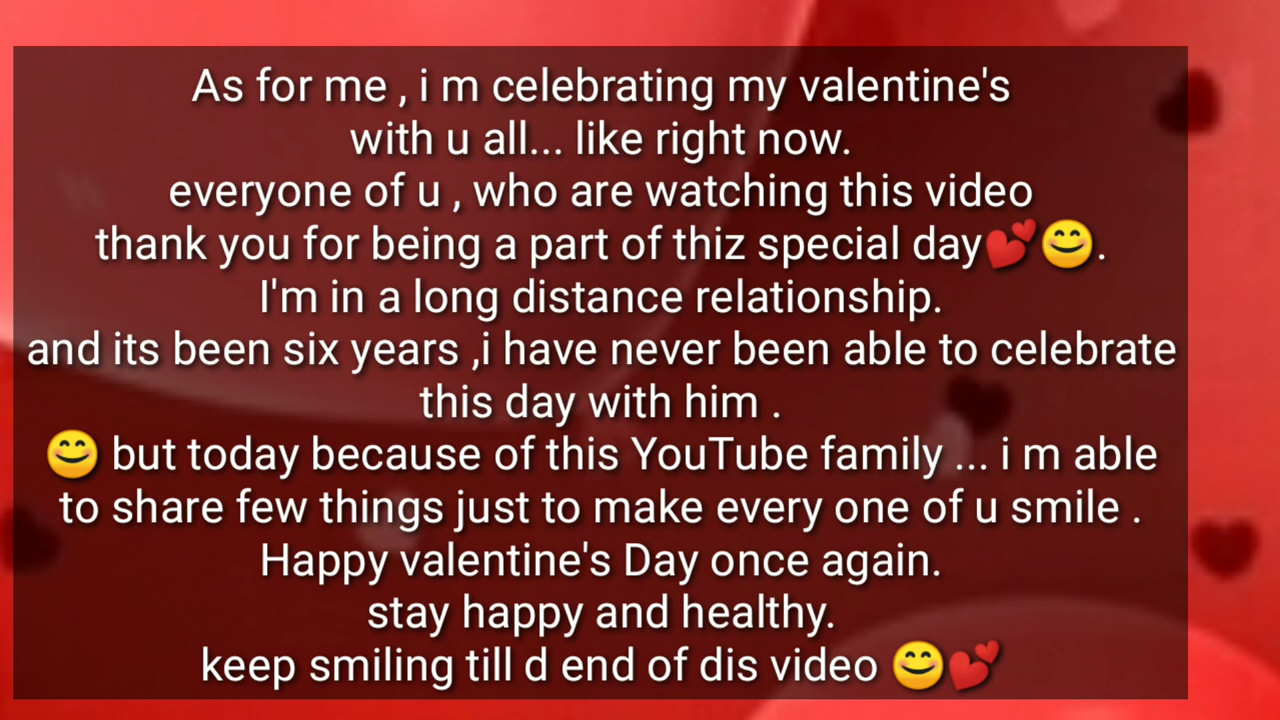 As for me , i m celebrating my valentine's
with u all... like right now.
everyone of u , who are watching this video
thank you for being a part of thiz special day💕😊.
I'm in a long distance relationship.
and its been six years ,i have never been able to celebrate
this day with him .
😊 but today because of this YouTube family ... i m able
to share few things just to make every one of u smile .
Happy valentine's Day once again.
stay happy and healthy.
keep smiling till d end of dis video 😊💕